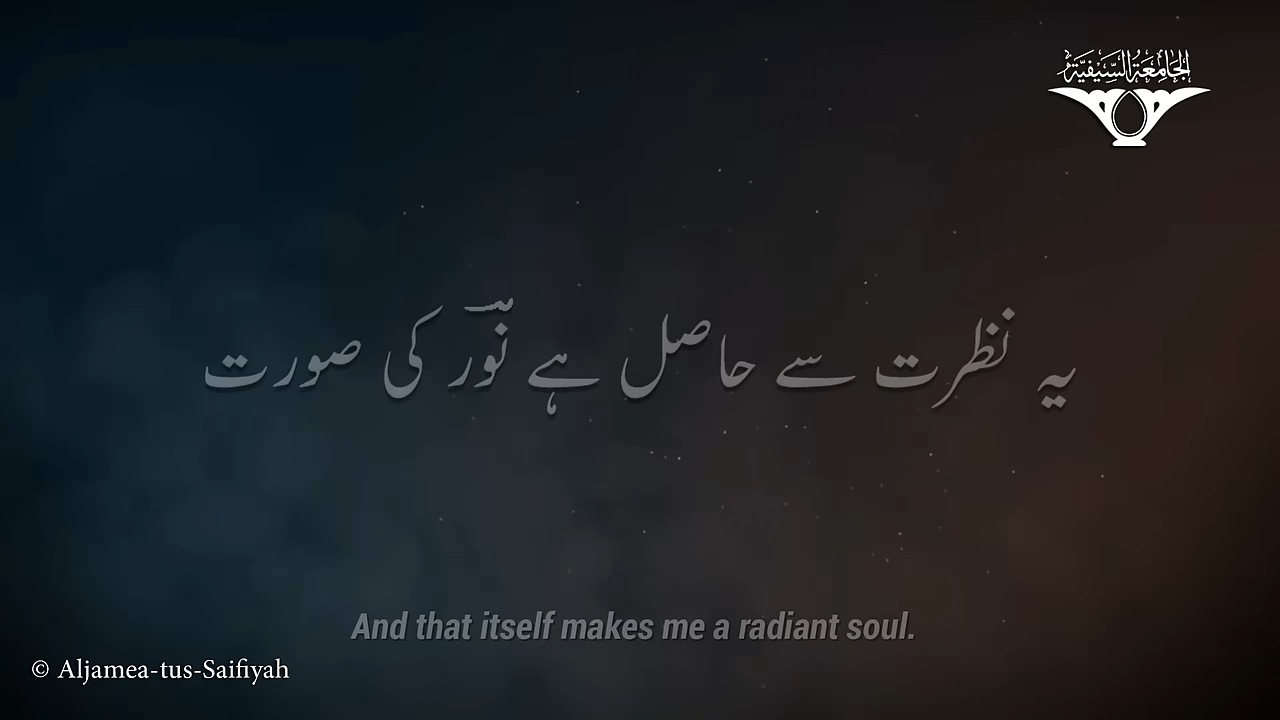 الجامعة السيفية
یہ نظرت سے حاصل ہے نور کی صورت
And that itself makes me a radiant soul.
© Aljamea-tus-Saifiyah